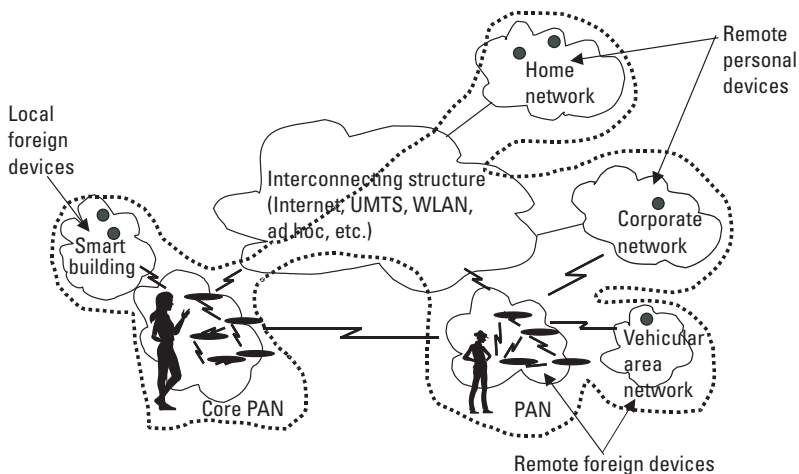 Remote
personal
devices
Home
network
Local
foreign
devices
Interconnecting structure
(Internet, UMTS, WLAN,
ad hoc, etc.)
Corporate
network
Smart
building
Vehicular
area
network
Core PAN
PAN
Remote foreign devices